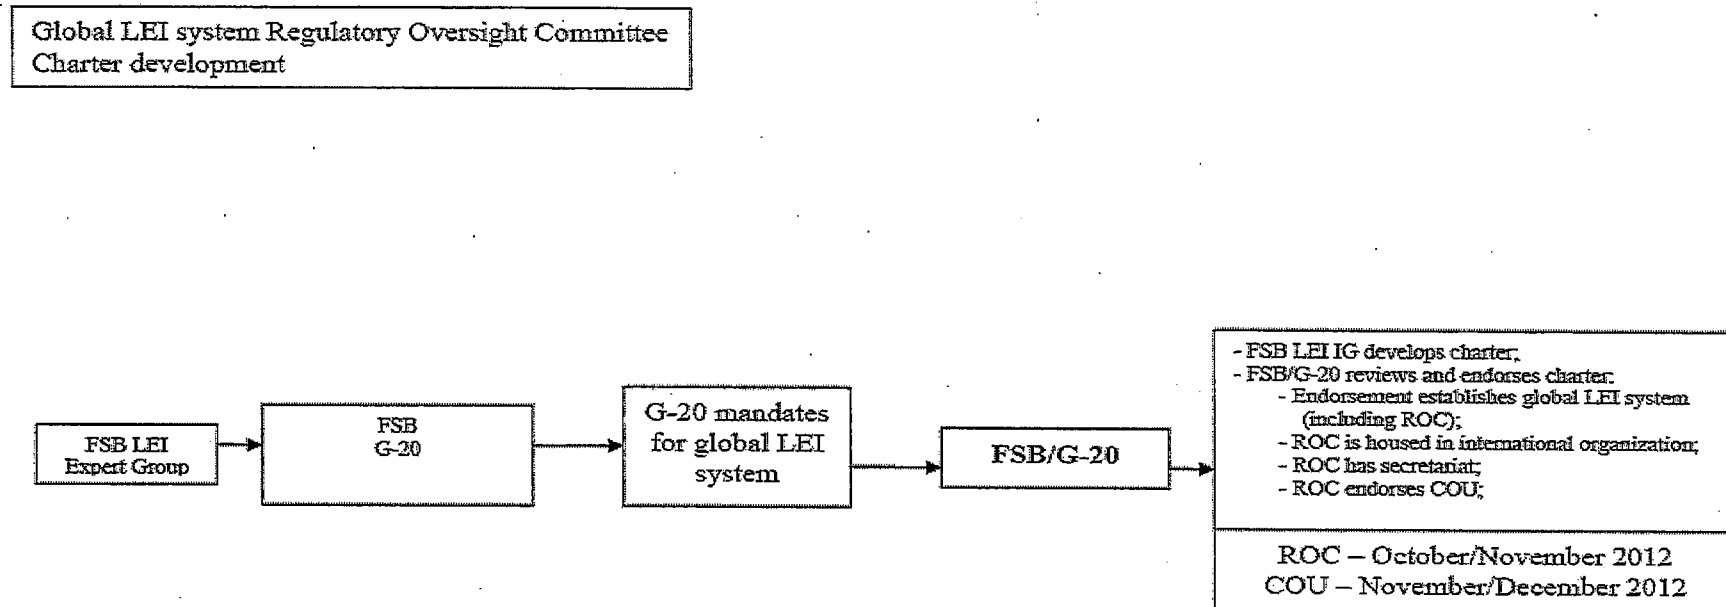 Global LEI system Regulatory Oversight Committee
Charter development
FSB LEI
Expert Group
FSB
G-20
G-20 mandates
for global LEI
system
FSB/G-20
- FSB LEI IG develops charter;
- FSB/G-20 reviews and endorses charter:
- Endorsement establishes global LEI system
(including ROC);
- ROC is housed in international organization;
- ROC has secretariat;
- ROC endorses COU;
ROC – October/November 2012
COU – November/December 2012